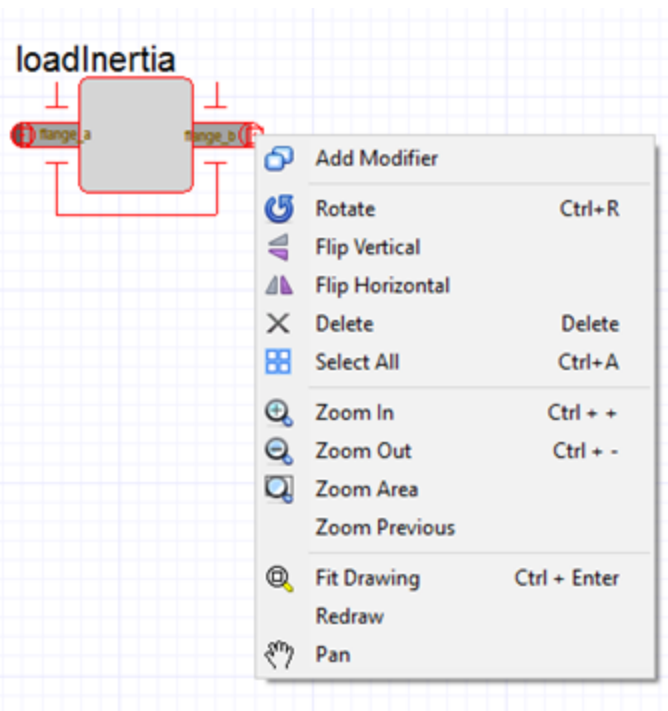 loadInertia
flange_a
flange_b
Add Modifier
Rotate Ctrl+R
Flip Vertical
Flip Horizontal
Delete Delete
Select All Ctrl+A
Zoom In Ctrl + +
Zoom Out Ctrl + -
Zoom Area
Zoom Previous
Fit Drawing Ctrl + Enter
Redraw
Pan